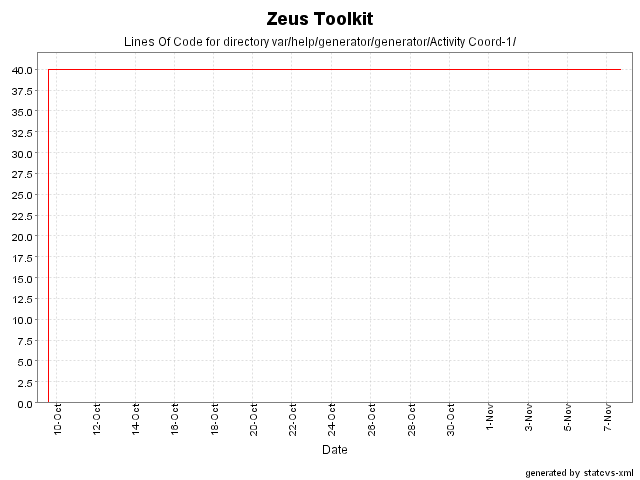 Zeus Toolkit
Lines Of Code for directory var/help/generator/generator/Activity Coord-1/
40.0
37.5
35.0
32.5
30.0
27.5
25.0
22.5
20.0
17.5
15.0
12.5
10.0
7.5
5.0
2.5
0.0
10-Oct
12-Oct
14-Oct
16-Oct
18-Oct
20-Oct
22-Oct
24-Oct
26-Oct
28-Oct
30-Oct
1-Nov
3-Nov
5-Nov
7-Nov
Date
generated by statcvs-xml